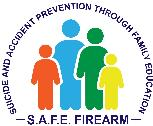 SUICIDE AND ACCIDENT PREVENTION THROUGH FAMILY EDUCATION
S.A.F.E. FIREARM